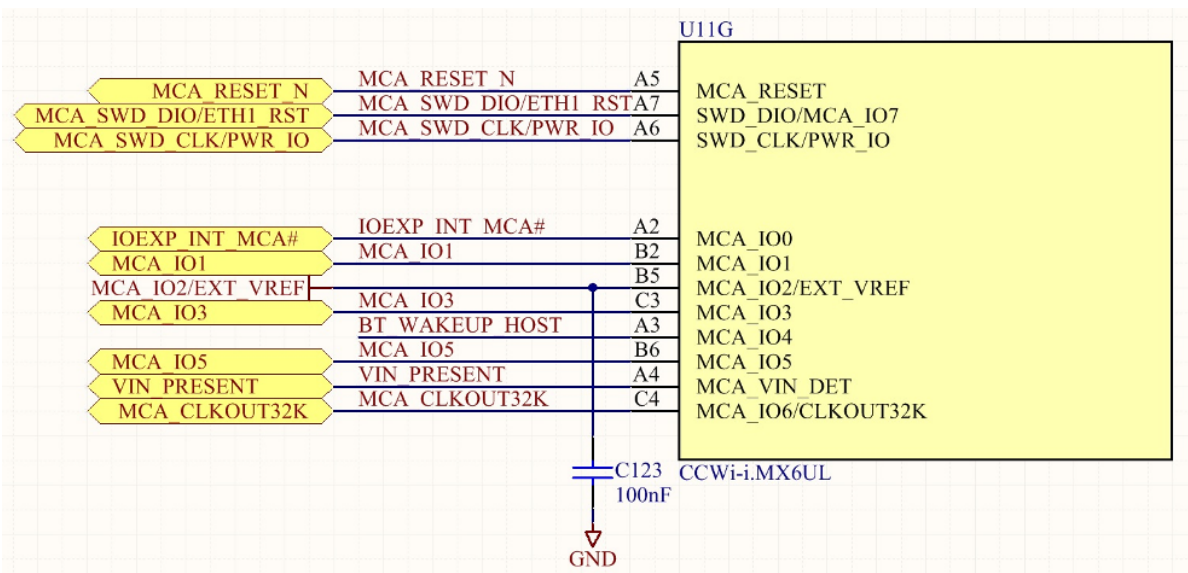 U11G
MCA_RESET_N MCA_RESET_N A5 MCA_RESET
MCA_SWD_DIO/ETH1_RST MCA_SWD_DIO/ETH1_RST A7 SWD_DIO/MCA_IO7
MCA_SWD_CLK/PWR_IO MCA_SWD_CLK/PWR_IO A6 SWD_CLK/PWR_IO
IOEXP_INT_MCA# IOEXP_INT_MCA# A2 MCA_IO0
MCA_IO1 MCA_IO1 B2 MCA_IO1
MCA_IO2/EXT_VREF B5 MCA_IO2/EXT_VREF
MCA_IO3 MCA_IO3 C3 MCA_IO3
BT_WAKEUP_HOST A3 MCA_IO4
MCA_IO5 MCA_IO5 B6 MCA_IO5
VIN_PRESENT VIN_PRESENT A4 MCA_VIN_DET
MCA_CLKOUT32K MCA_CLKOUT32K C4 MCA_IO6/CLKOUT32K
C123 CCWi-i.MX6UL
100nF
GND